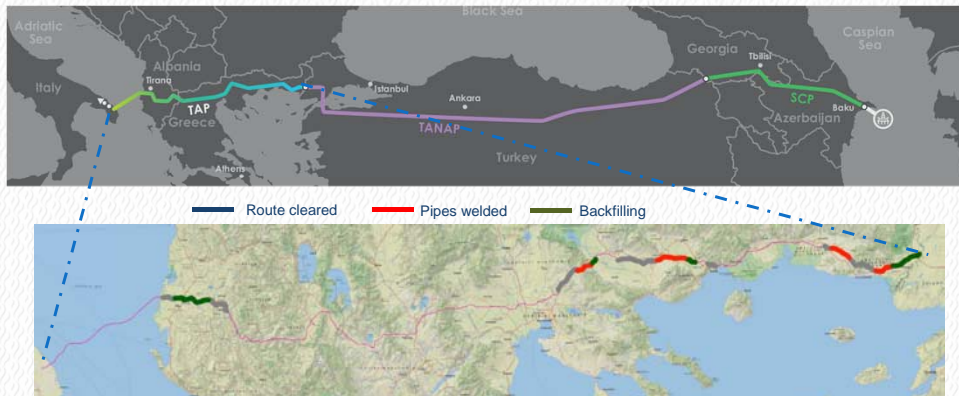 Black Sea
Adriatic
Sea
Georgia
Caspian
Sea
Albania
Tbilisi
Italy
Tirana
Istanbul
SCP
TAP
Ankara
Baku
Greece
TANAP
Azerbaijan
Turkey
Athens
Route cleared
Pipes welded
Backfilling